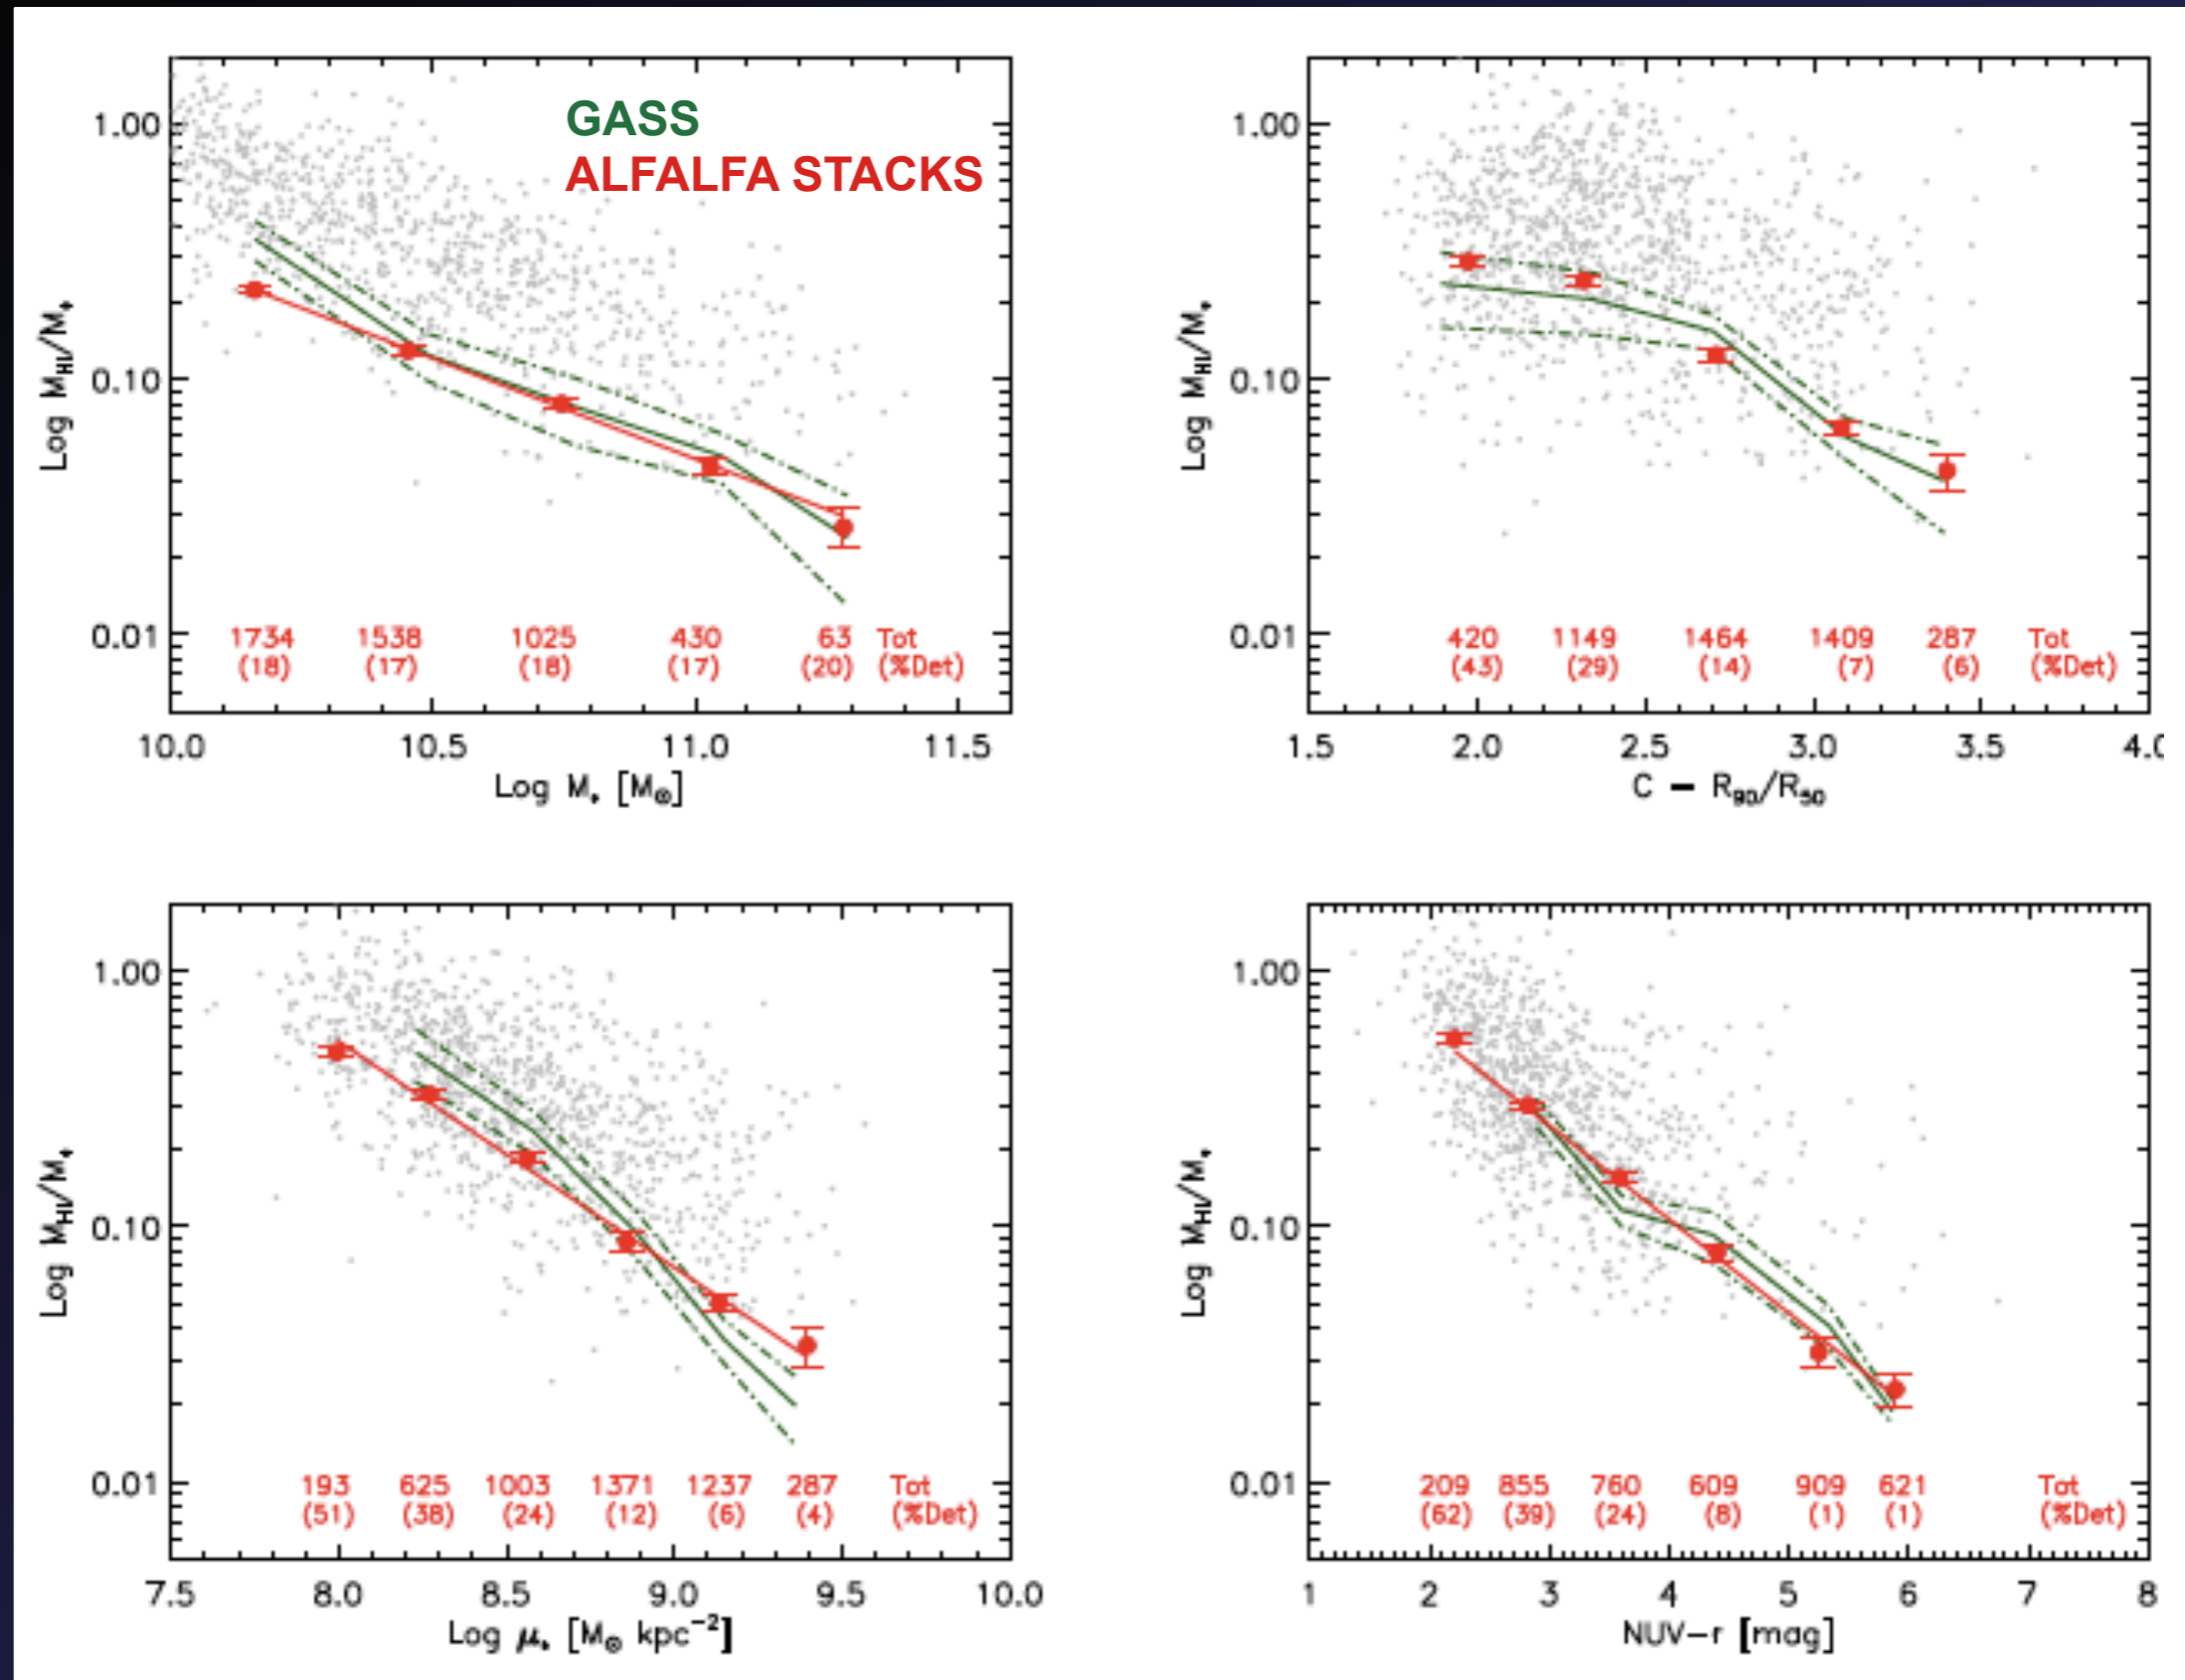 GASS
ALFALFA STACKS
1.00
0.10
0.01
Log M_HI/M_*
1734 1538 1025 430 63 Tot
(18) (17) (18) (17) (20) (%Det)
10.0 10.5 11.0 11.5
Log M_* [M_⊙]
1.00
0.10
0.01
Log M_HI/M_*
420 1149 1464 1409 287 Tot
(43) (29) (14) (7) (6) (%Det)
1.5 2.0 2.5 3.0 3.5 4.0
C – R_90/R_50
1.00
0.10
0.01
Log M_HI/M_*
193 625 1003 1371 1237 287 Tot
(51) (38) (24) (12) (6) (4) (%Det)
7.5 8.0 8.5 9.0 9.5 10.0
Log μ_* [M_⊙ kpc^−2]
1.00
0.10
0.01
Log M_HI/M_*
209 855 760 609 909 621 Tot
(62) (39) (24) (8) (1) (1) (%Det)
1 2 3 4 5 6 7 8
NUV−r [mag]